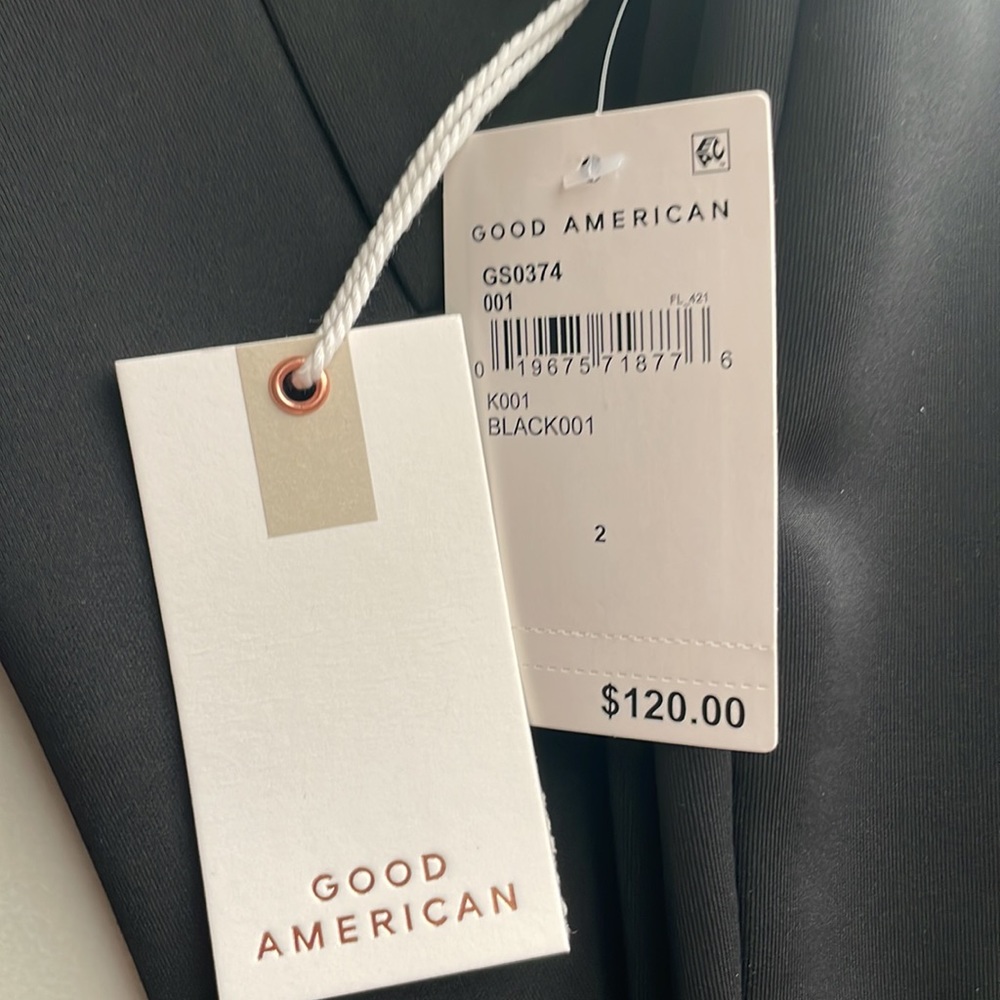 GOOD AMERICAN
GS0374
001
FL_421
0 19675 71877 6
K001
BLACK001
2
$120.00
GOOD
AMERICAN